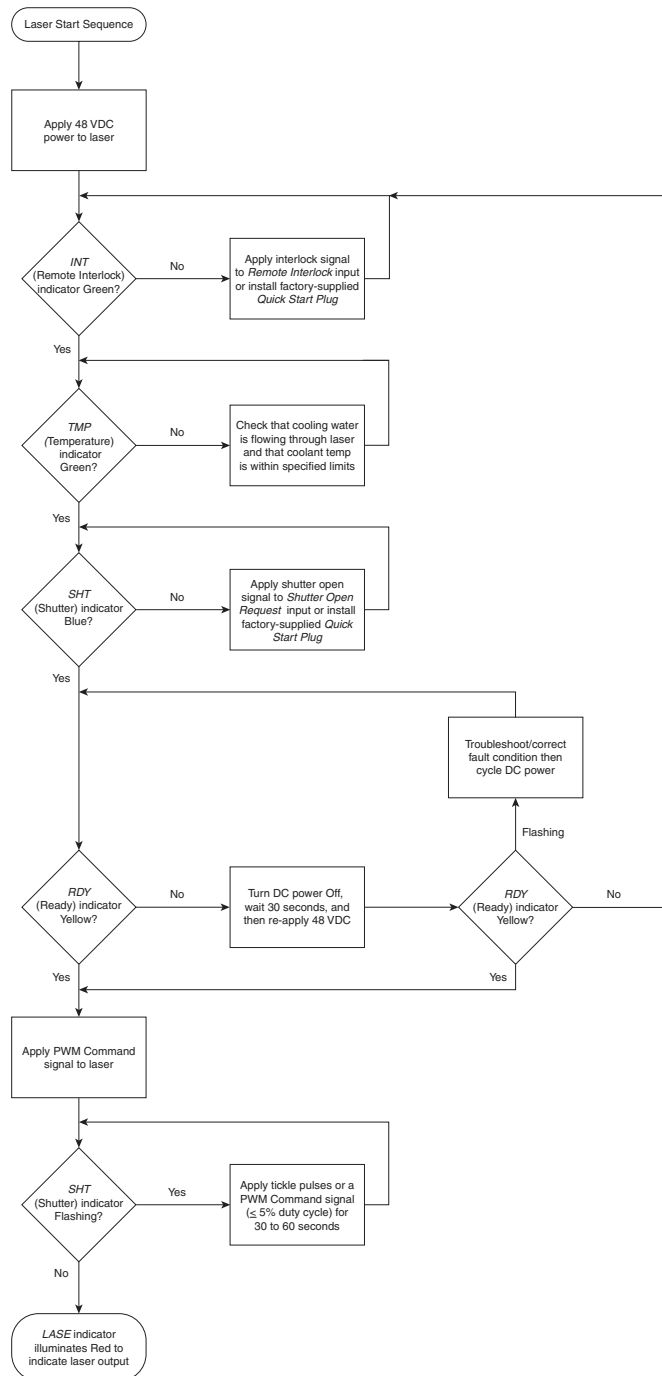 Laser Start Sequence
Apply 48 VDC
power to laser
INT
(Remote Interlock)
indicator Green?
No
Apply interlock signal
to Remote Interlock input
or install factory-supplied
Quick Start Plug
Yes
TMP
(Temperature)
indicator
Green?
No
Check that cooling water
is flowing through laser
and that coolant temp
is within specified limits
Yes
SHT
(Shutter) indicator
Blue?
No
Apply shutter open
signal to Shutter Open
Request input or install
factory-supplied Quick
Start Plug
Yes
Troubleshoot/correct
fault condition then
cycle DC power
Flashing
RDY
(Ready) indicator
Yellow?
No
Turn DC power Off,
wait 30 seconds, and
then re-apply 48 VDC
RDY
(Ready) indicator
Yellow?
No
Yes
Yes
Apply PWM Command
signal to laser
SHT
(Shutter) indicator
Flashing?
Yes
Apply tickle pulses or a
PWM Command signal
(≤ 5% duty cycle) for
30 to 60 seconds
No
LASE indicator
illuminates Red to
indicate laser output